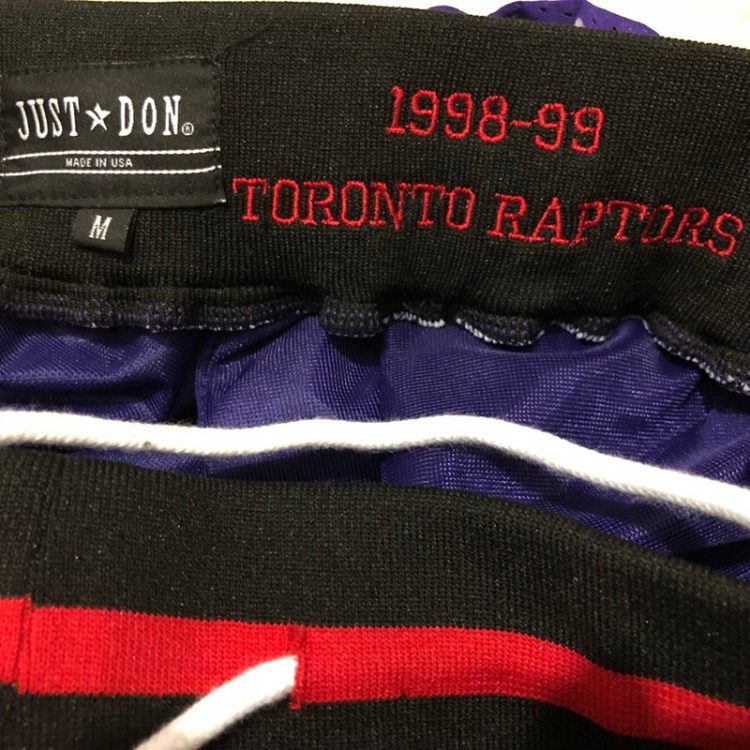 JUST★DON®
MADE IN USA
M
1998-99
TORONTO RAPTORS